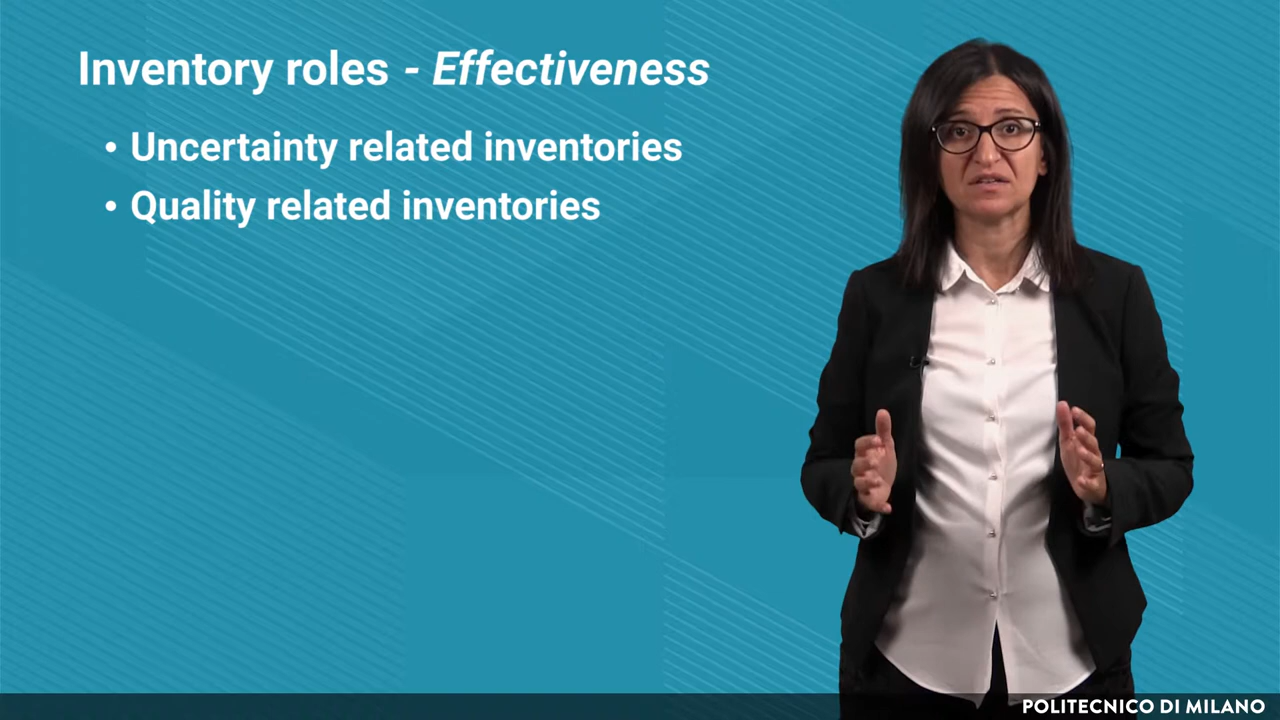 Inventory roles - Effectiveness
• Uncertainty related inventories
• Quality related inventories
POLITECNICO DI MILANO